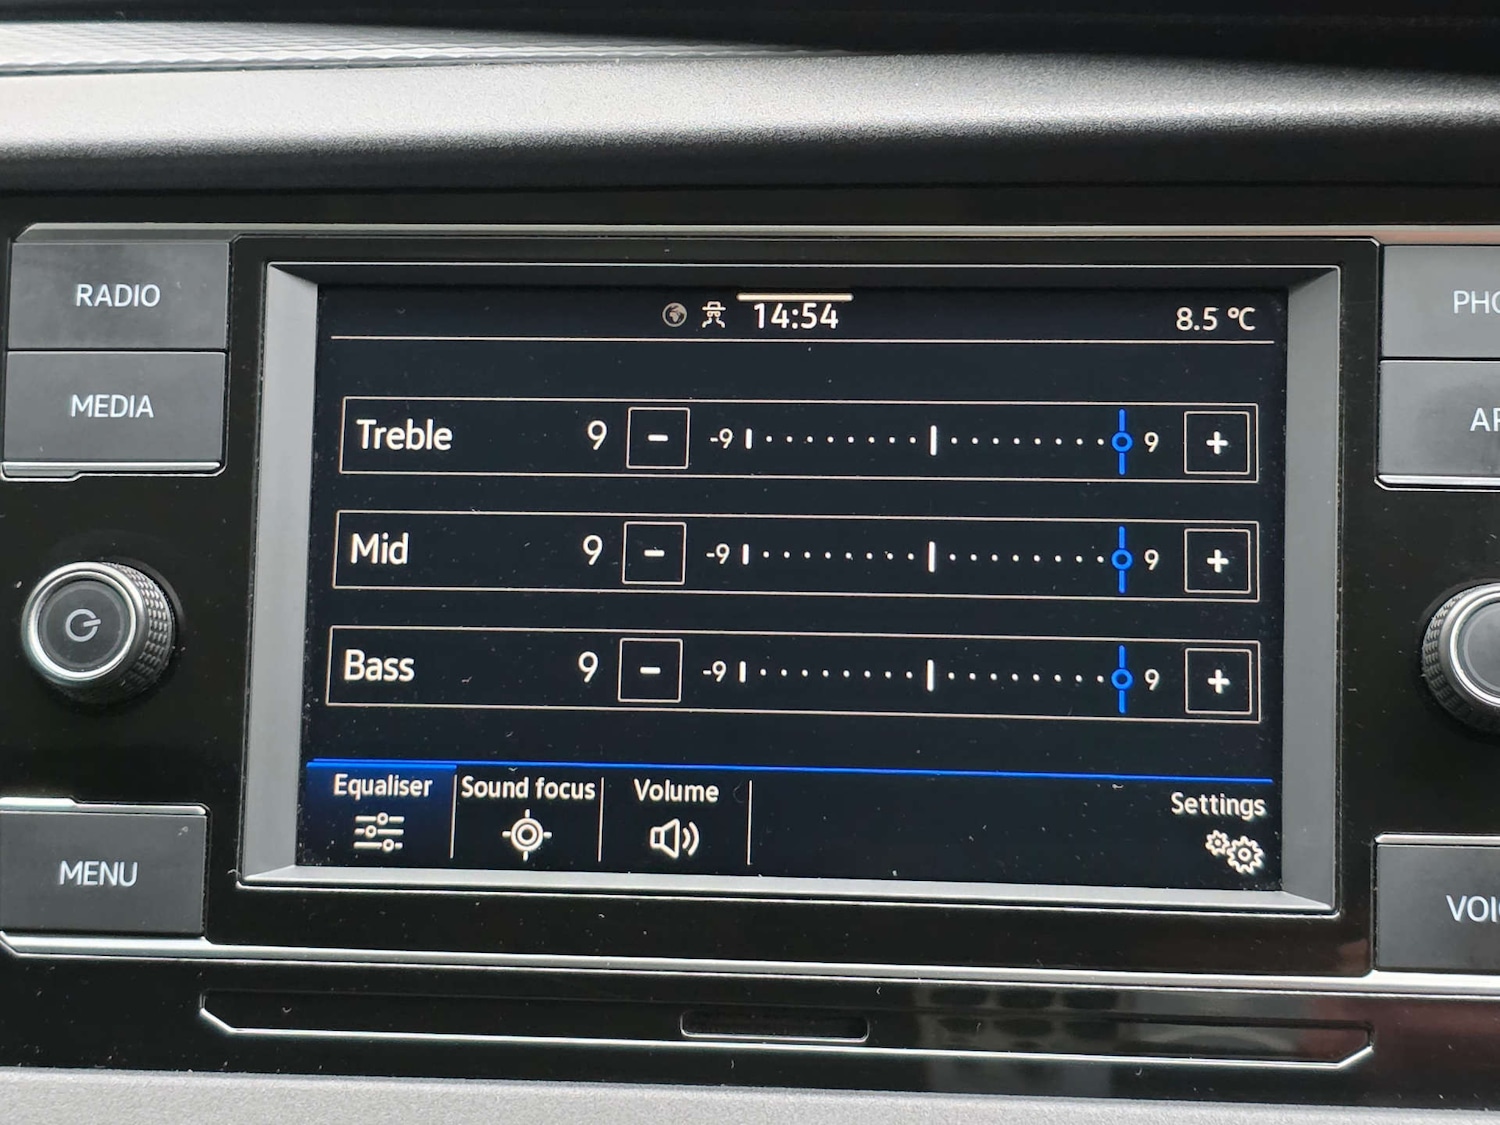 RADIO
MEDIA
MENU
14:54
8.5 °C
Treble 9 − -9 9 +
Mid 9 − -9 9 +
Bass 9 − -9 9 +
Equaliser
Sound focus
Volume
Settings